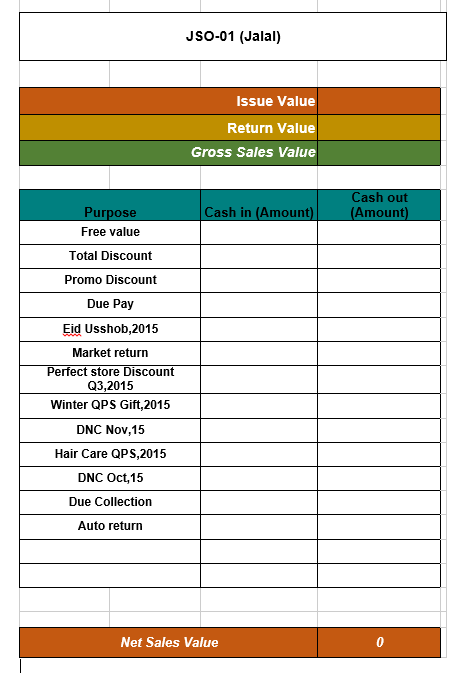 JSO-01 (Jalal)
Issue Value
Return Value
Gross Sales Value
Purpose Cash in (Amount) Cash out (Amount)
Free value
Total Discount
Promo Discount
Due Pay
Eid Usshob,2015
Market return
Perfect store Discount
Q3,2015
Winter QPS Gift,2015
DNC Nov,15
Hair Care QPS,2015
DNC Oct,15
Due Collection
Auto return
Net Sales Value 0